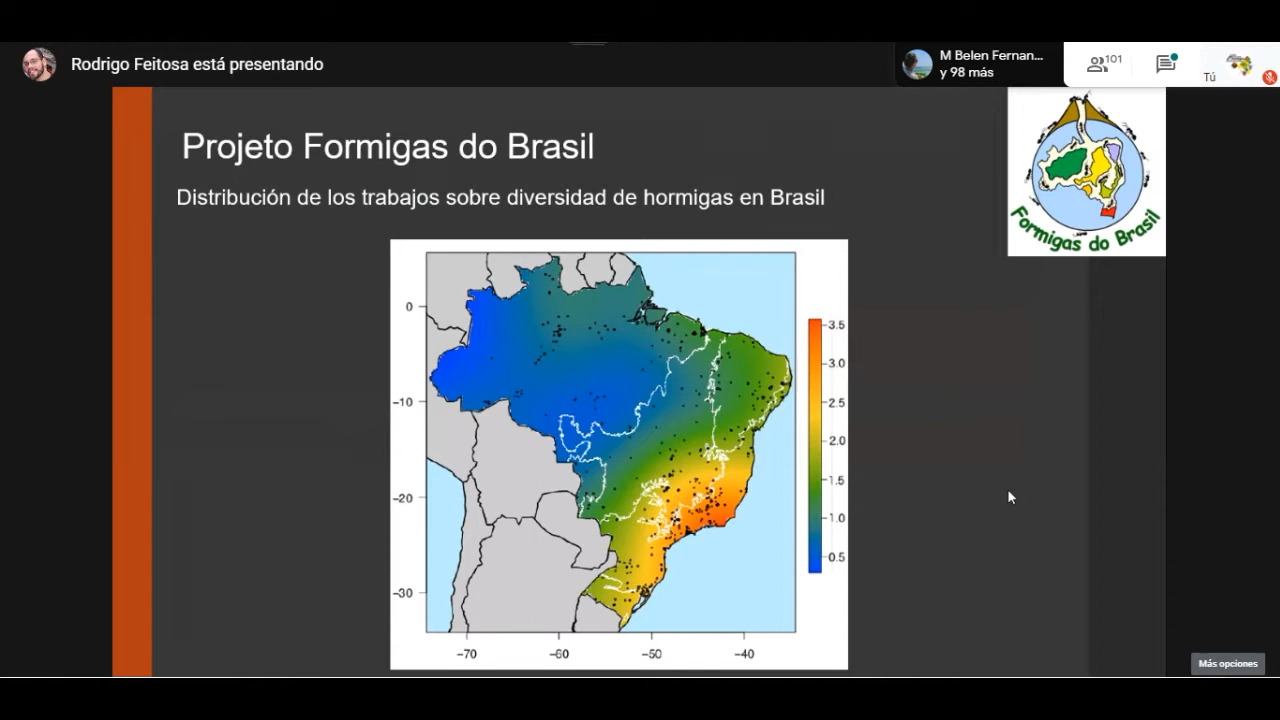 Rodrigo Feitosa está presentando
M Belen Fernan...
y 98 más
101
Tú
Projeto Formigas do Brasil
Distribución de los trabajos sobre diversidad de hormigas en Brasil
Formigas do Brasil
0
−10
−20
−30
−70
−60
−50
−40
3.5
3.0
2.5
2.0
1.5
1.0
0.5
Más opciones